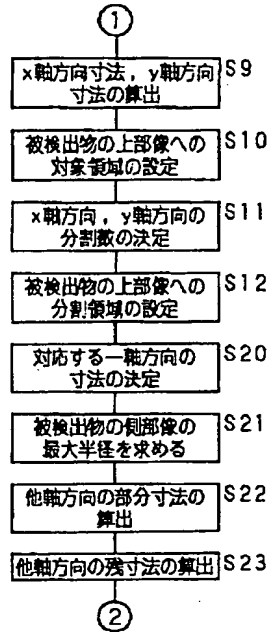 1
x軸方向寸法,y軸方向 S9
寸法の算出
被検出物の上部像への S10
対象領域の設定
x軸方向,y軸方向の S11
分割数の決定
被検出物の上部像への S12
分割領域の設定
対応する一軸方向の S20
寸法の決定
被検出物の側部像の S21
最大半径を求める
他軸方向の部分寸法の S22
算出
他軸方向の残寸法の算出 S23
2